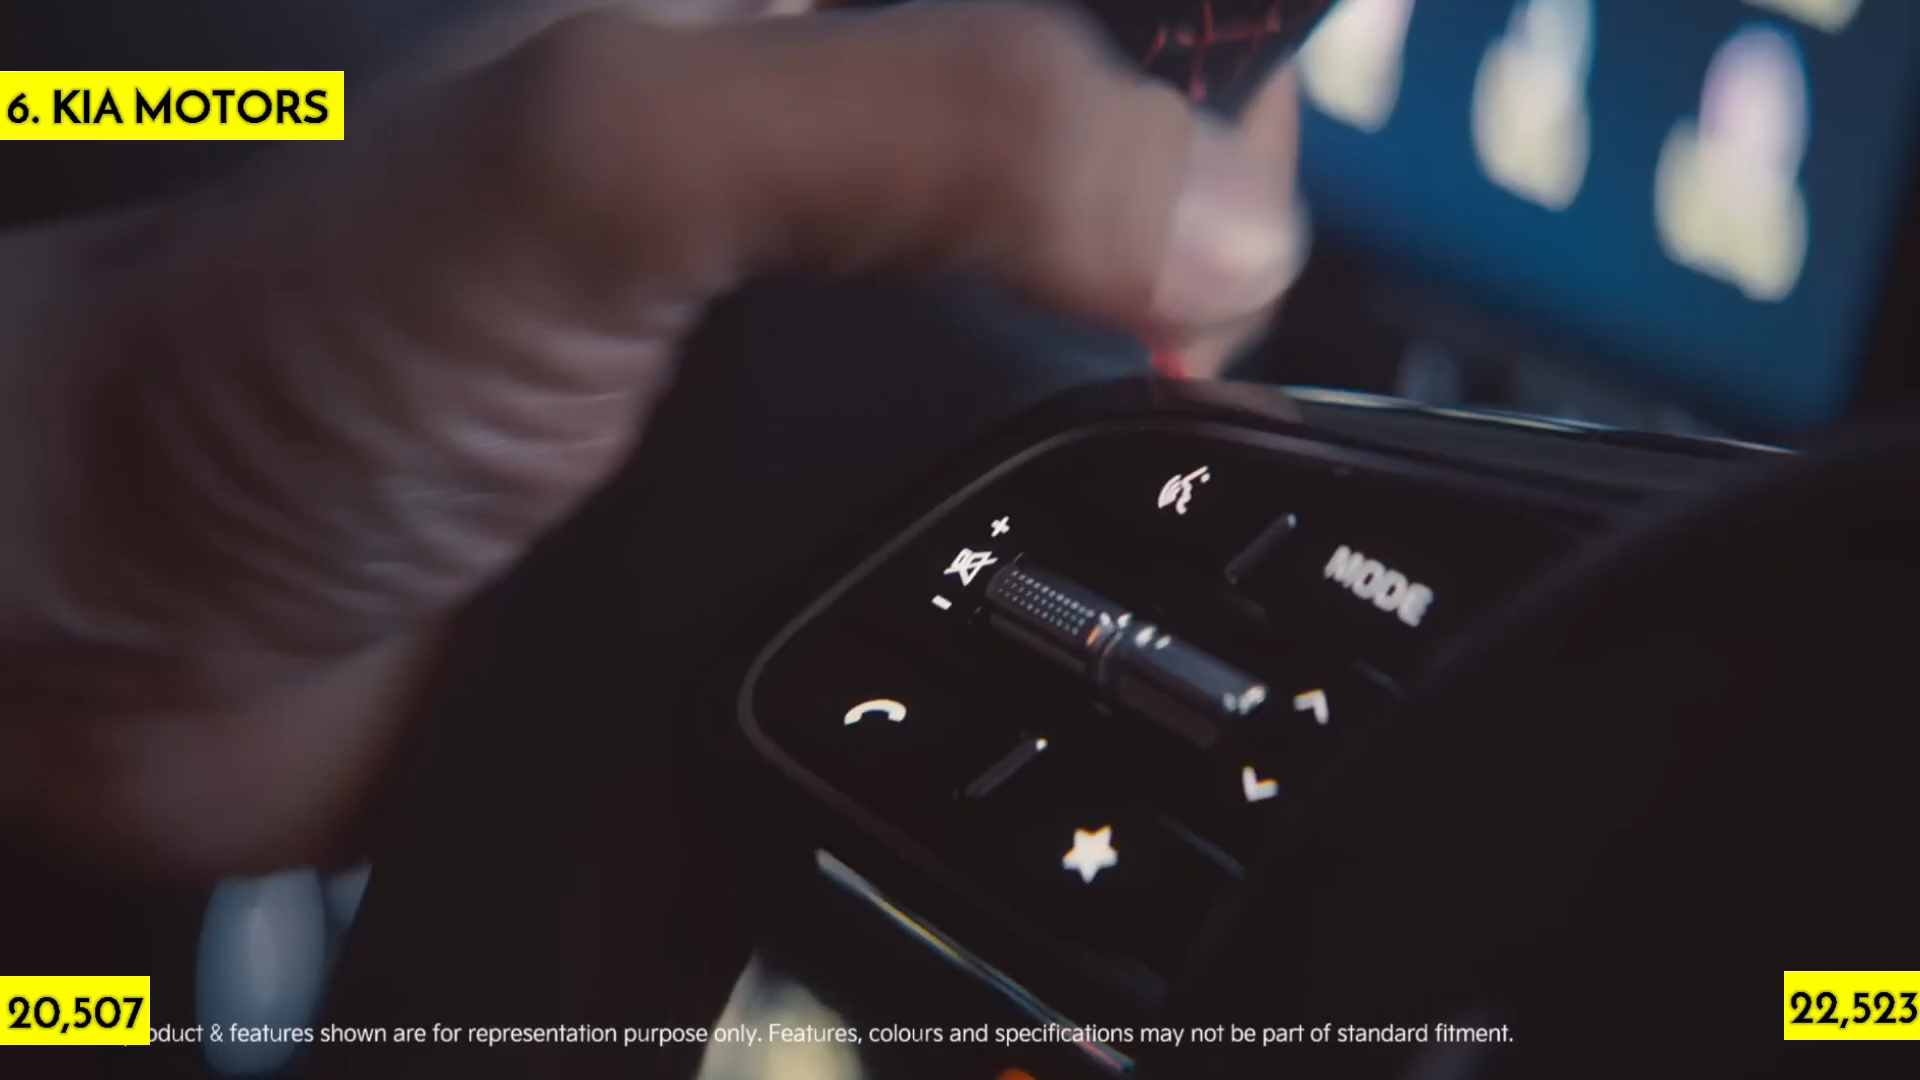 6. KIA MOTORS
MODE
20,507
22,523
oduct & features shown are for representation purpose only. Features, colours and specifications may not be part of standard fitment.